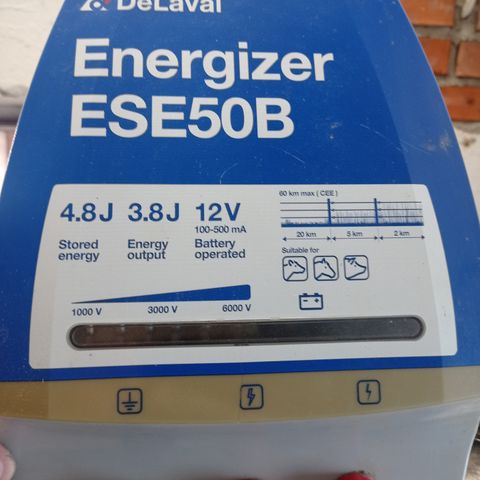 DeLaval
Energizer
ESE50B
4.8J 3.8J 12V
100-500 mA
Stored energy
Energy output
Battery operated
60 km max ( CEE )
20 km 5 km 2 km
Suitable for
1000 V 3000 V 6000 V